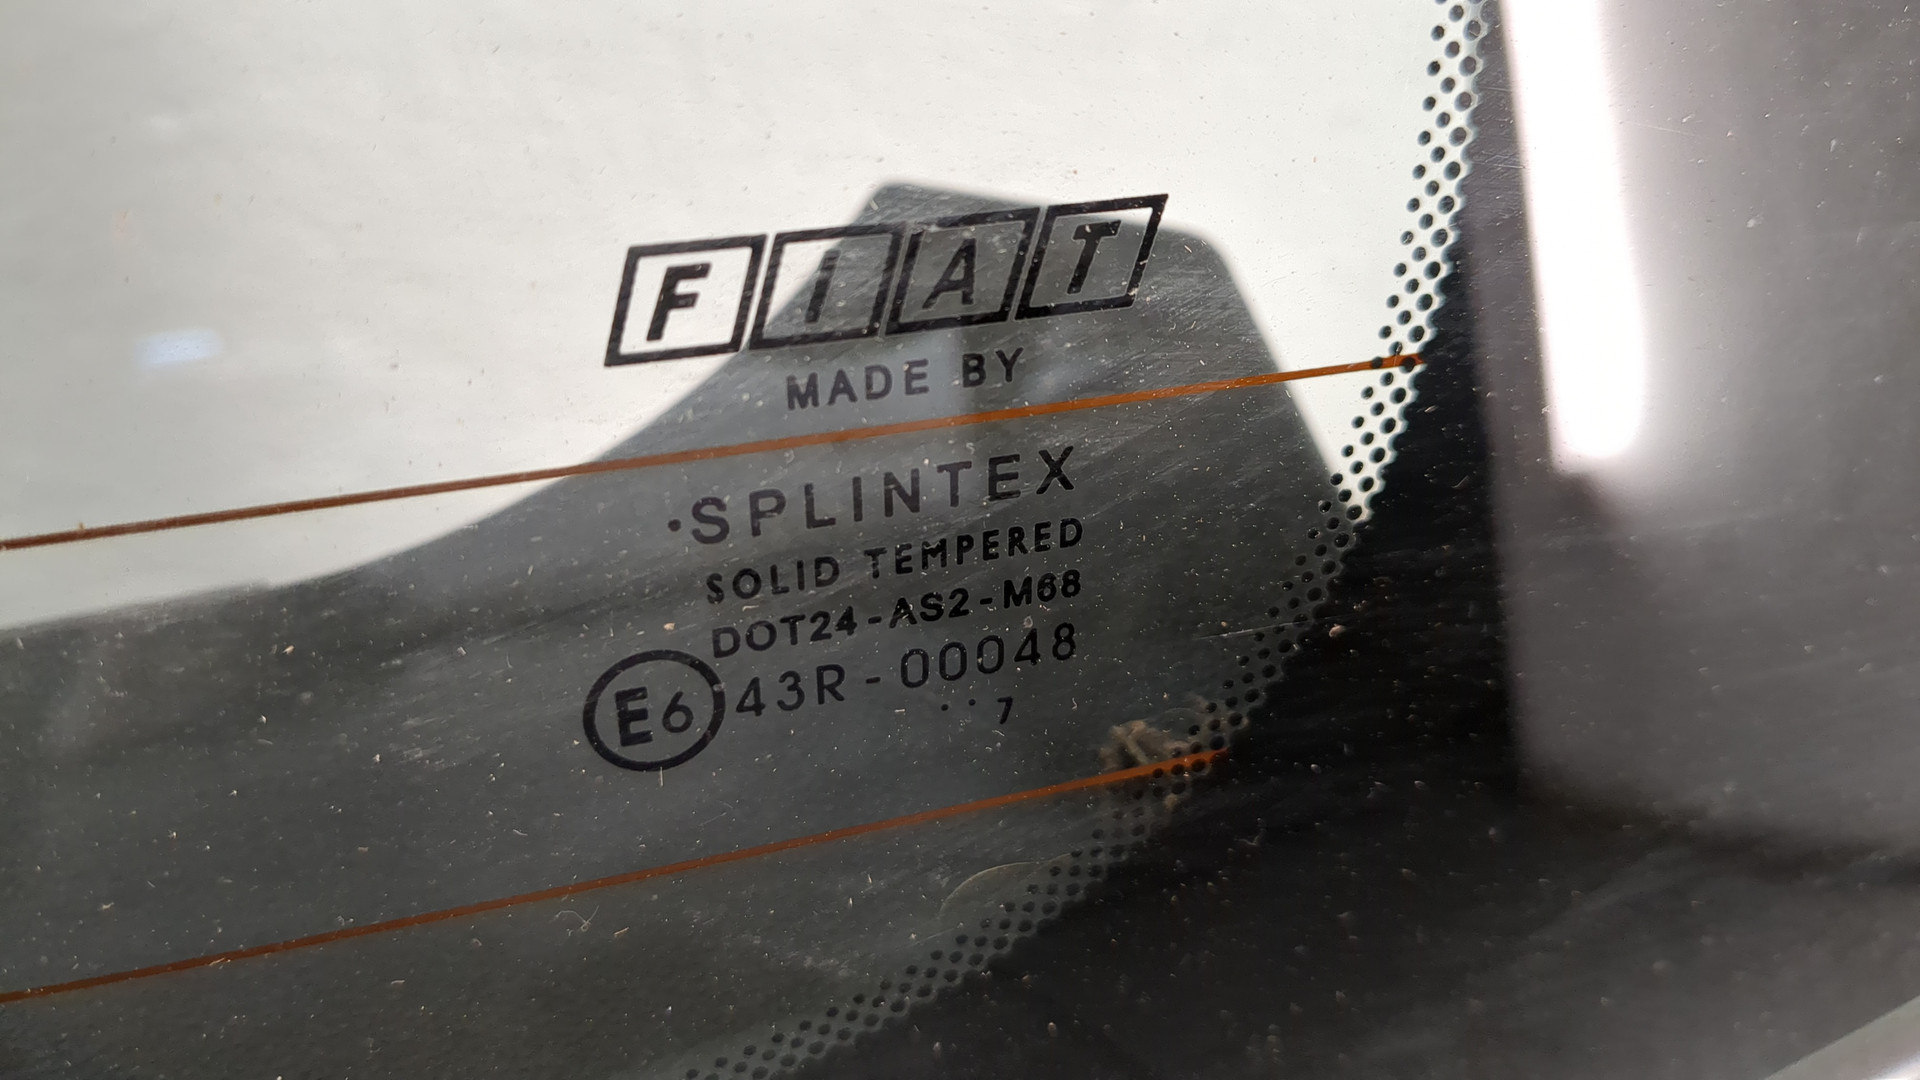 FIAT
MADE BY
·SPLINTEX
SOLID TEMPERED
DOT24-AS2-M68
E6 43R-00048
·· 7